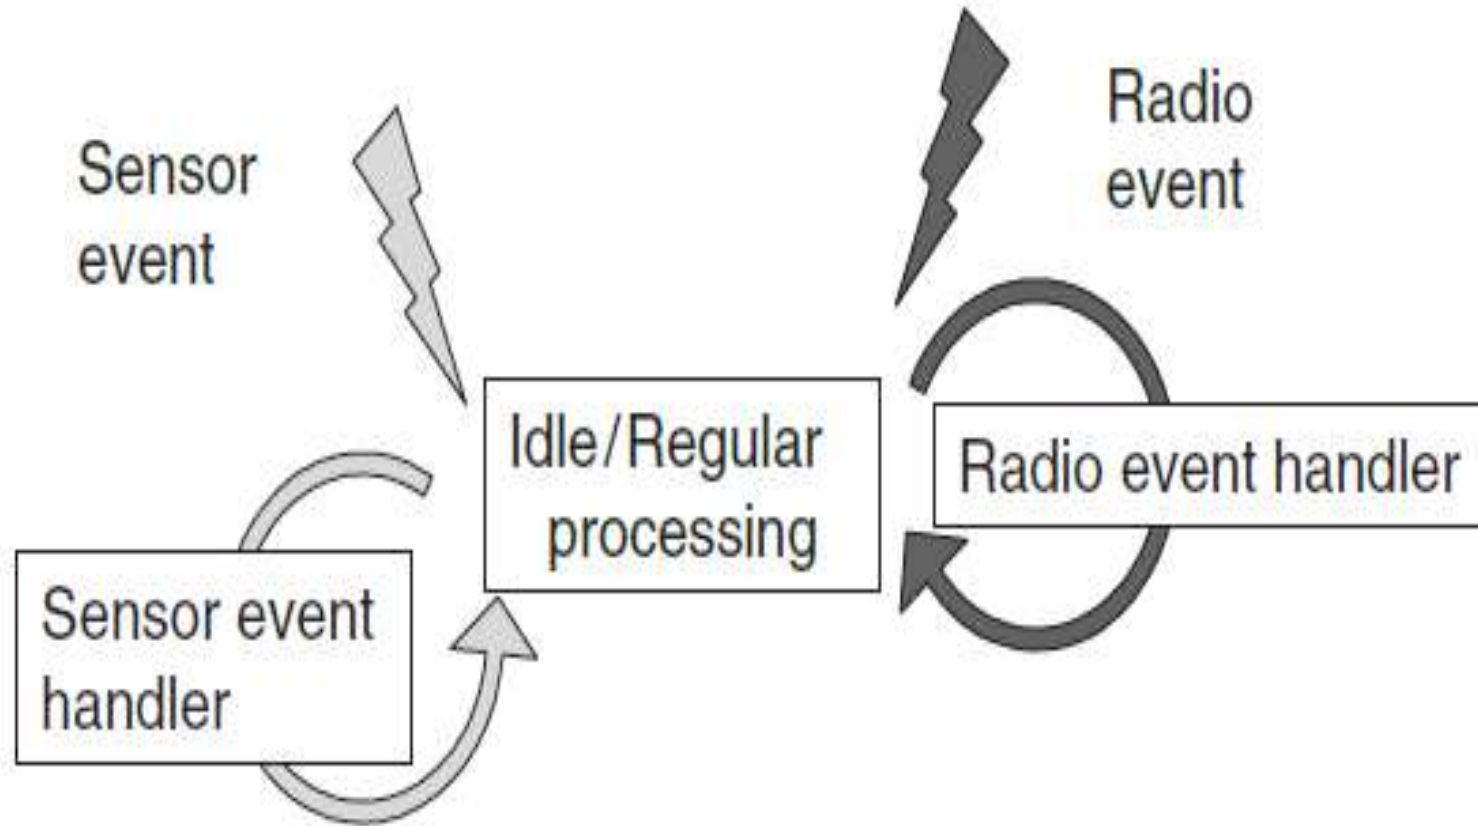 Sensor
event
Radio
event
Idle/Regular
processing
Radio event handler
Sensor event
handler